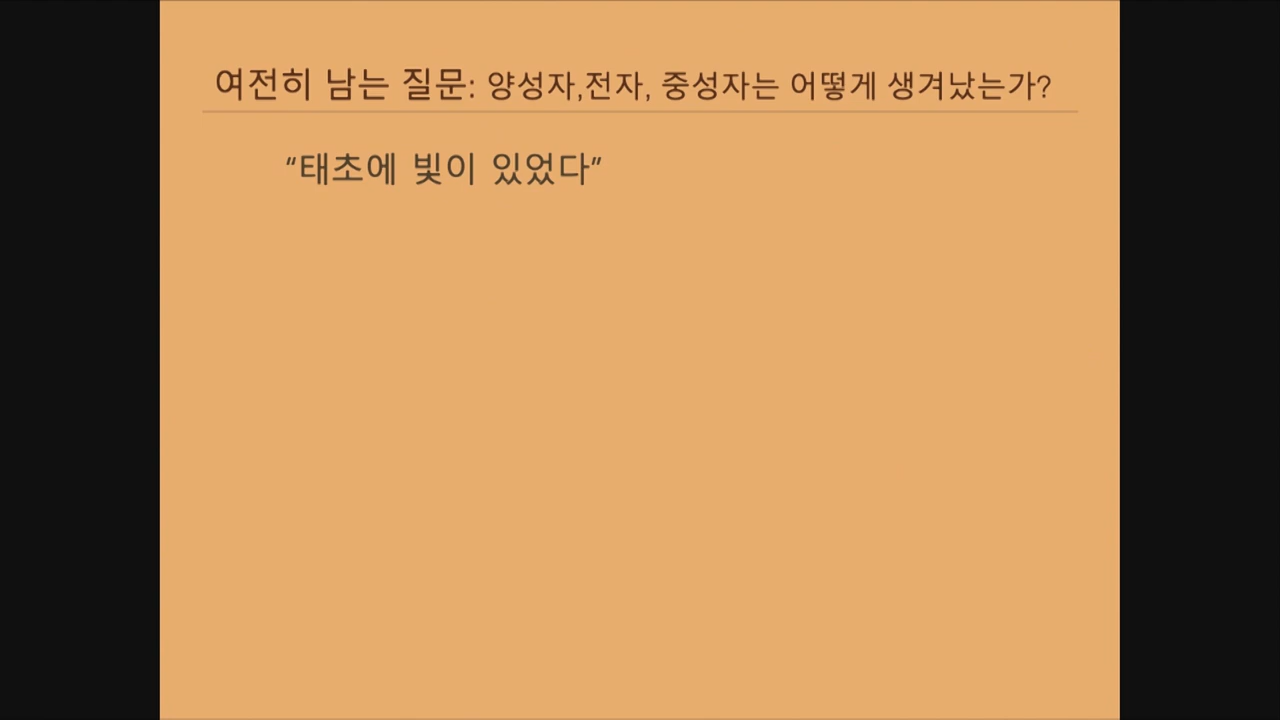 여전히 남는 질문: 양성자,전자, 중성자는 어떻게 생겨났는가?
“태초에 빛이 있었다”